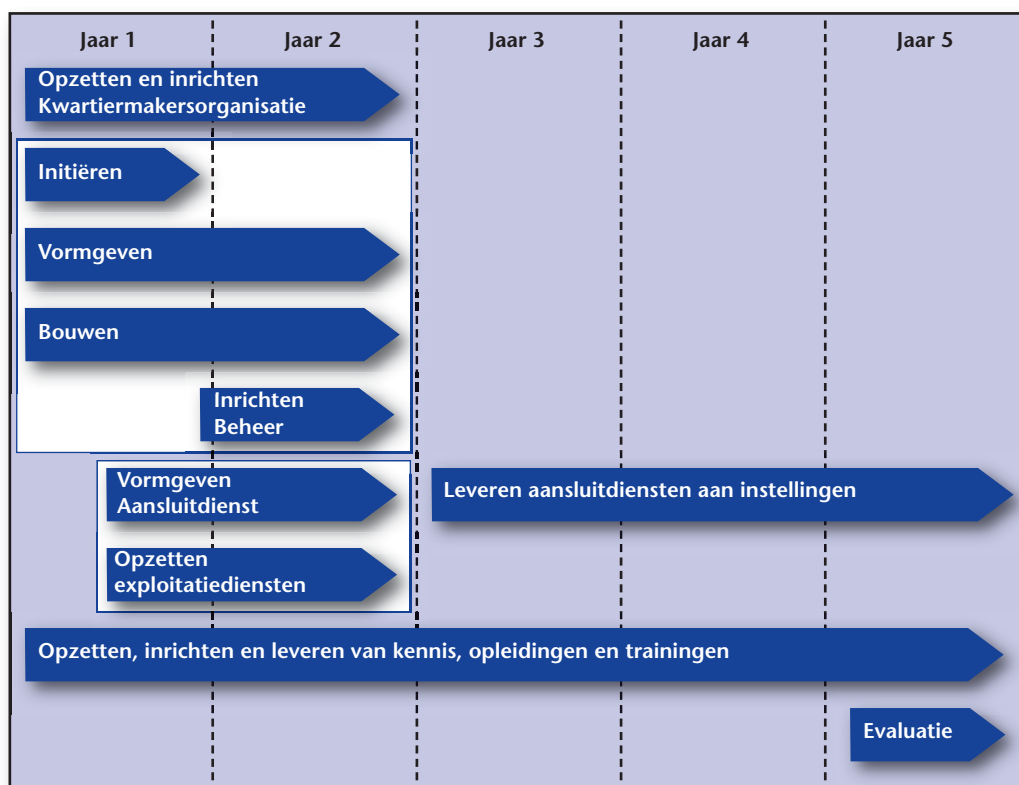 Jaar 1 Jaar 2 Jaar 3 Jaar 4 Jaar 5
Opzetten en inrichten
Kwartiermakersorganisatie
Initiëren
Vormgeven
Bouwen
Inrichten
Beheer
Vormgeven
Aansluitdienst
Leveren aansluitdiensten aan instellingen
Opzetten
exploitatiediensten
Opzetten, inrichten en leveren van kennis, opleidingen en trainingen
Evaluatie